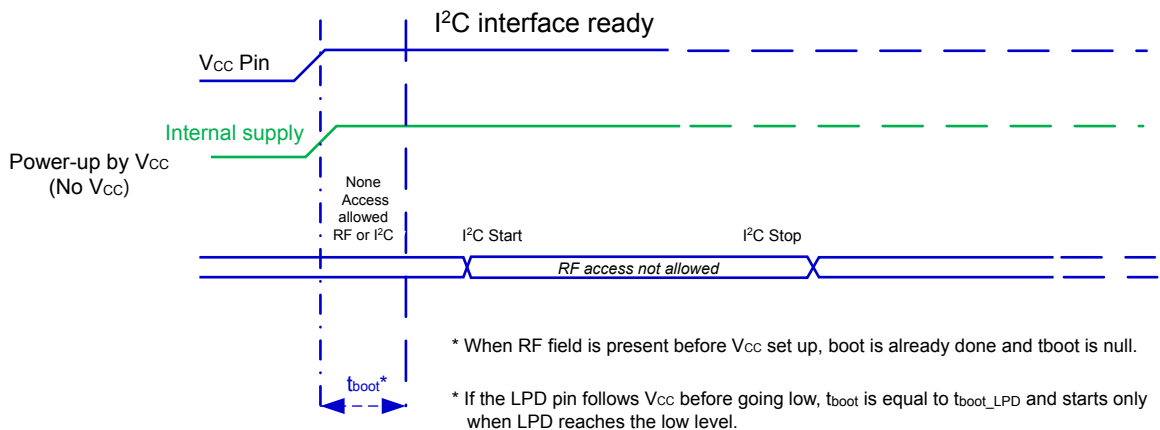 I²C interface ready
VCC Pin
Internal supply
Power-up by VCC
(No VCC)
None
Access
allowed
RF or I²C
I²C Start
I²C Stop
RF access not allowed
* When RF field is present before VCC set up, boot is already done and tboot is null.
tboot*
* If the LPD pin follows VCC before going low, tboot is equal to tboot_LPD and starts only
when LPD reaches the low level.